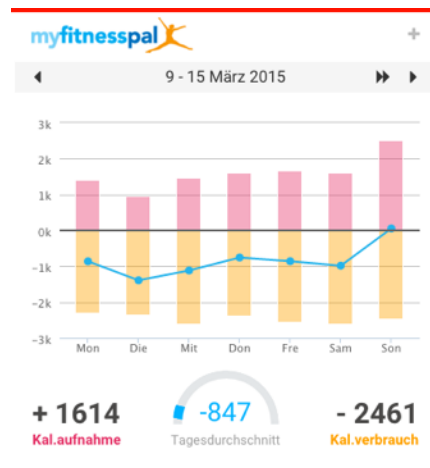 myfitnesspal
+
9 - 15 März 2015
3k
2k
1k
0k
-1k
-2k
-3k
Mon Die Mit Don Fre Sam Son
+ 1614 -847 - 2461
Kal.aufnahme Tagesdurchschnitt Kal.verbrauch